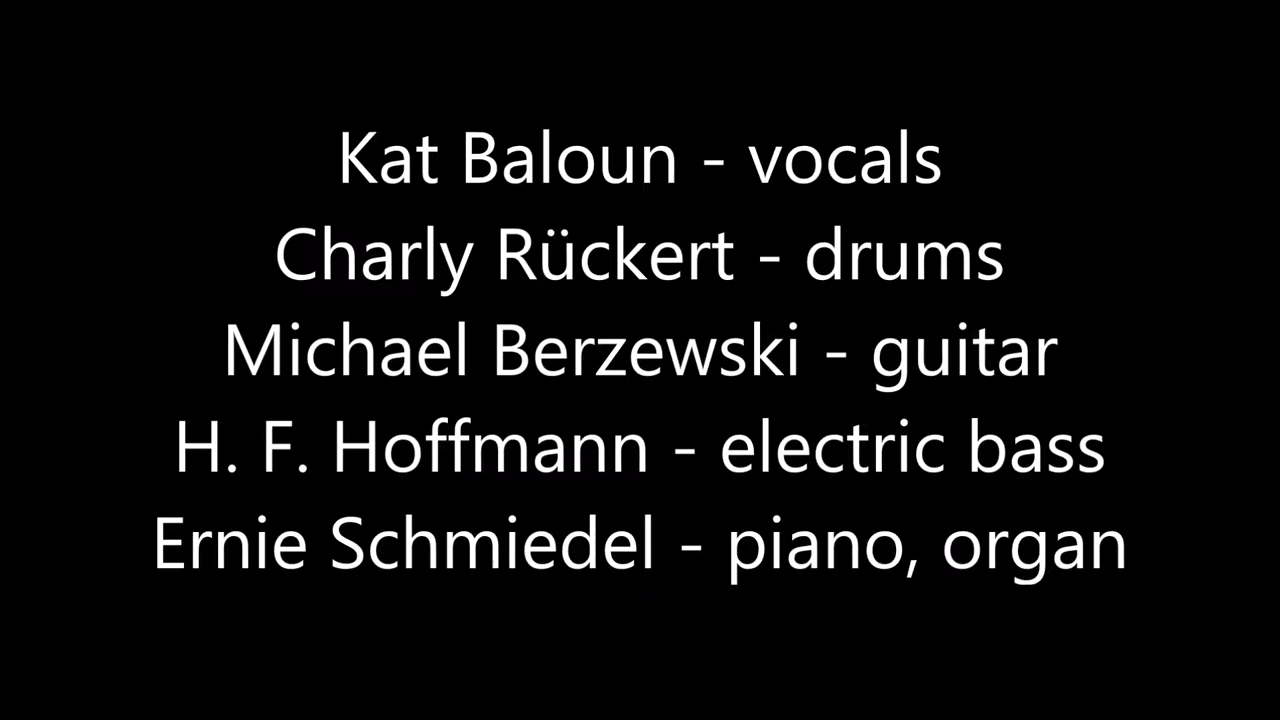 Kat Baloun - vocals
Charly Rückert - drums
Michael Berzewski - guitar
H. F. Hoffmann - electric bass
Ernie Schmiedel - piano, organ